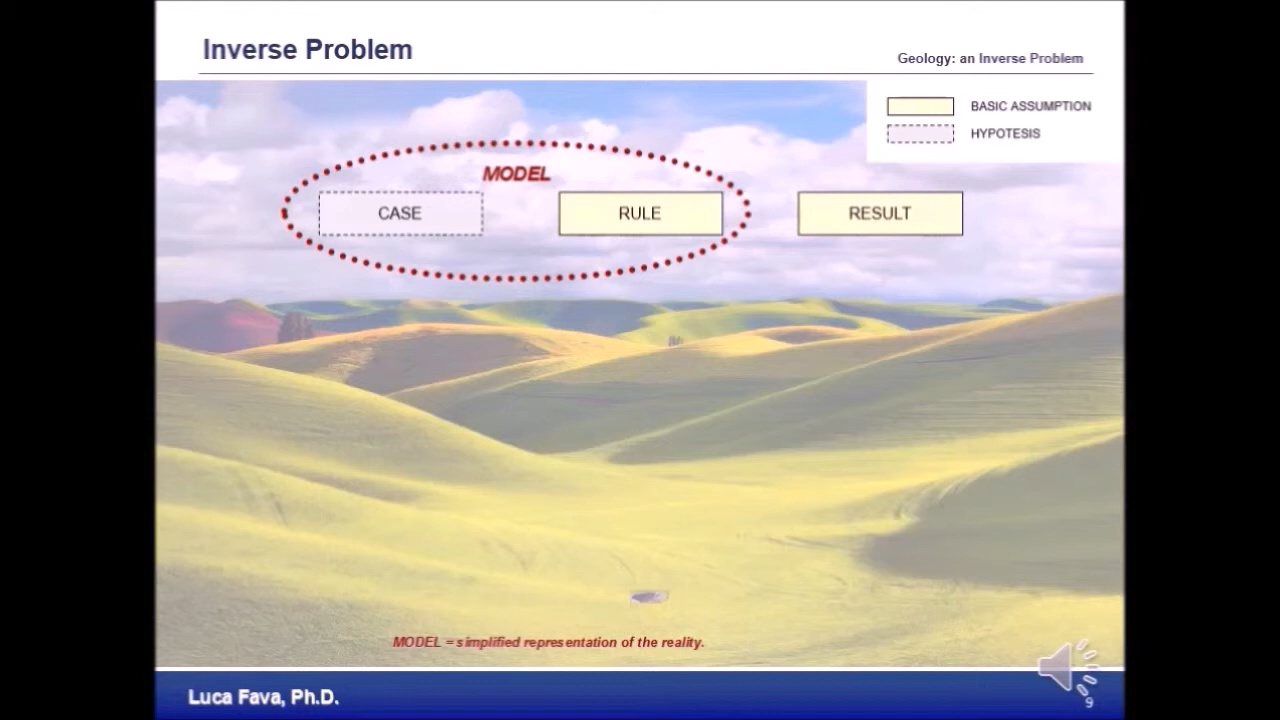 Inverse Problem
Geology: an Inverse Problem
BASIC ASSUMPTION
HYPOTESIS
MODEL
CASE
RULE
RESULT
MODEL = simplified representation of the reality.
Luca Fava, Ph.D.
9